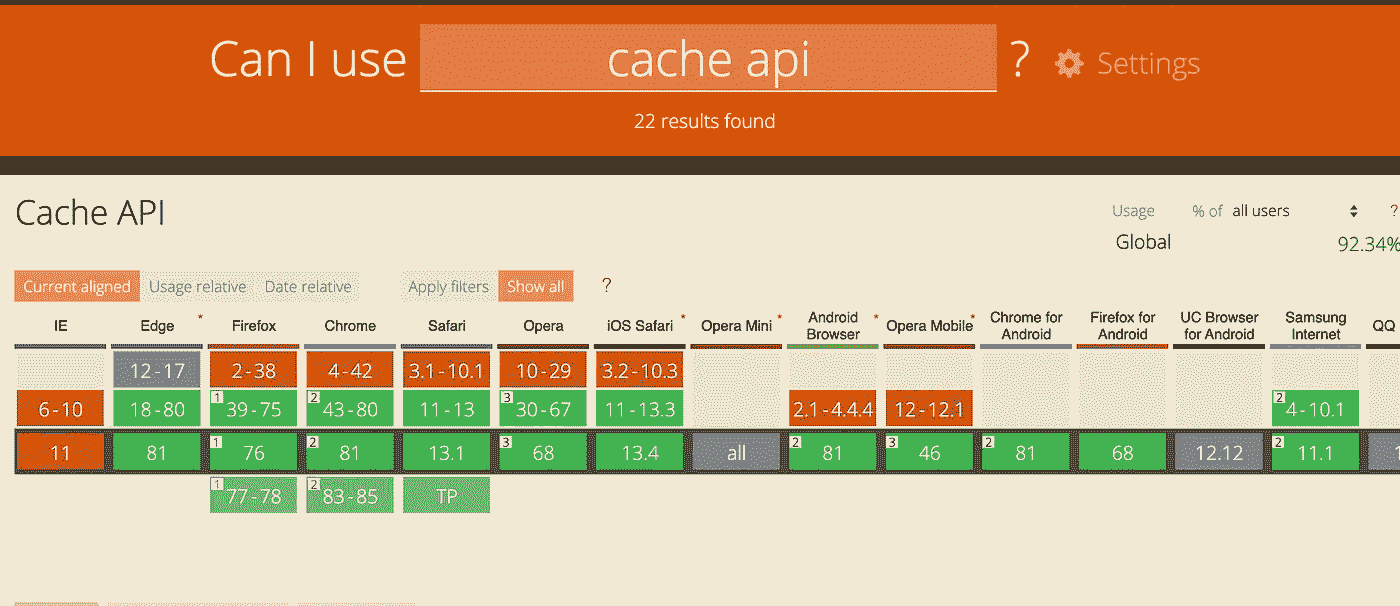 Can I use cache api ? Settings
22 results found
Cache API
Usage % of all users ?
Global 92.34%
Current aligned Usage relative Date relative Apply filters Show all ?
IE Edge * Firefox Chrome Safari Opera iOS Safari * Opera Mini * Android Browser * Opera Mobile * Chrome for Android Firefox for Android UC Browser for Android Samsung Internet QQ
12-17 2-38 4-42 3.1-10.1 10-29 3.2-10.3
6-10 18-80 1 39-75 2 43-80 11-13 3 30-67 11-13.3 2.1-4.4.4 12-12.1 2 4-10.1
11 81 1 76 2 81 13.1 3 68 13.4 all 2 81 3 46 2 81 68 12.12 2 11.1
1 77-78 2 83-85 TP